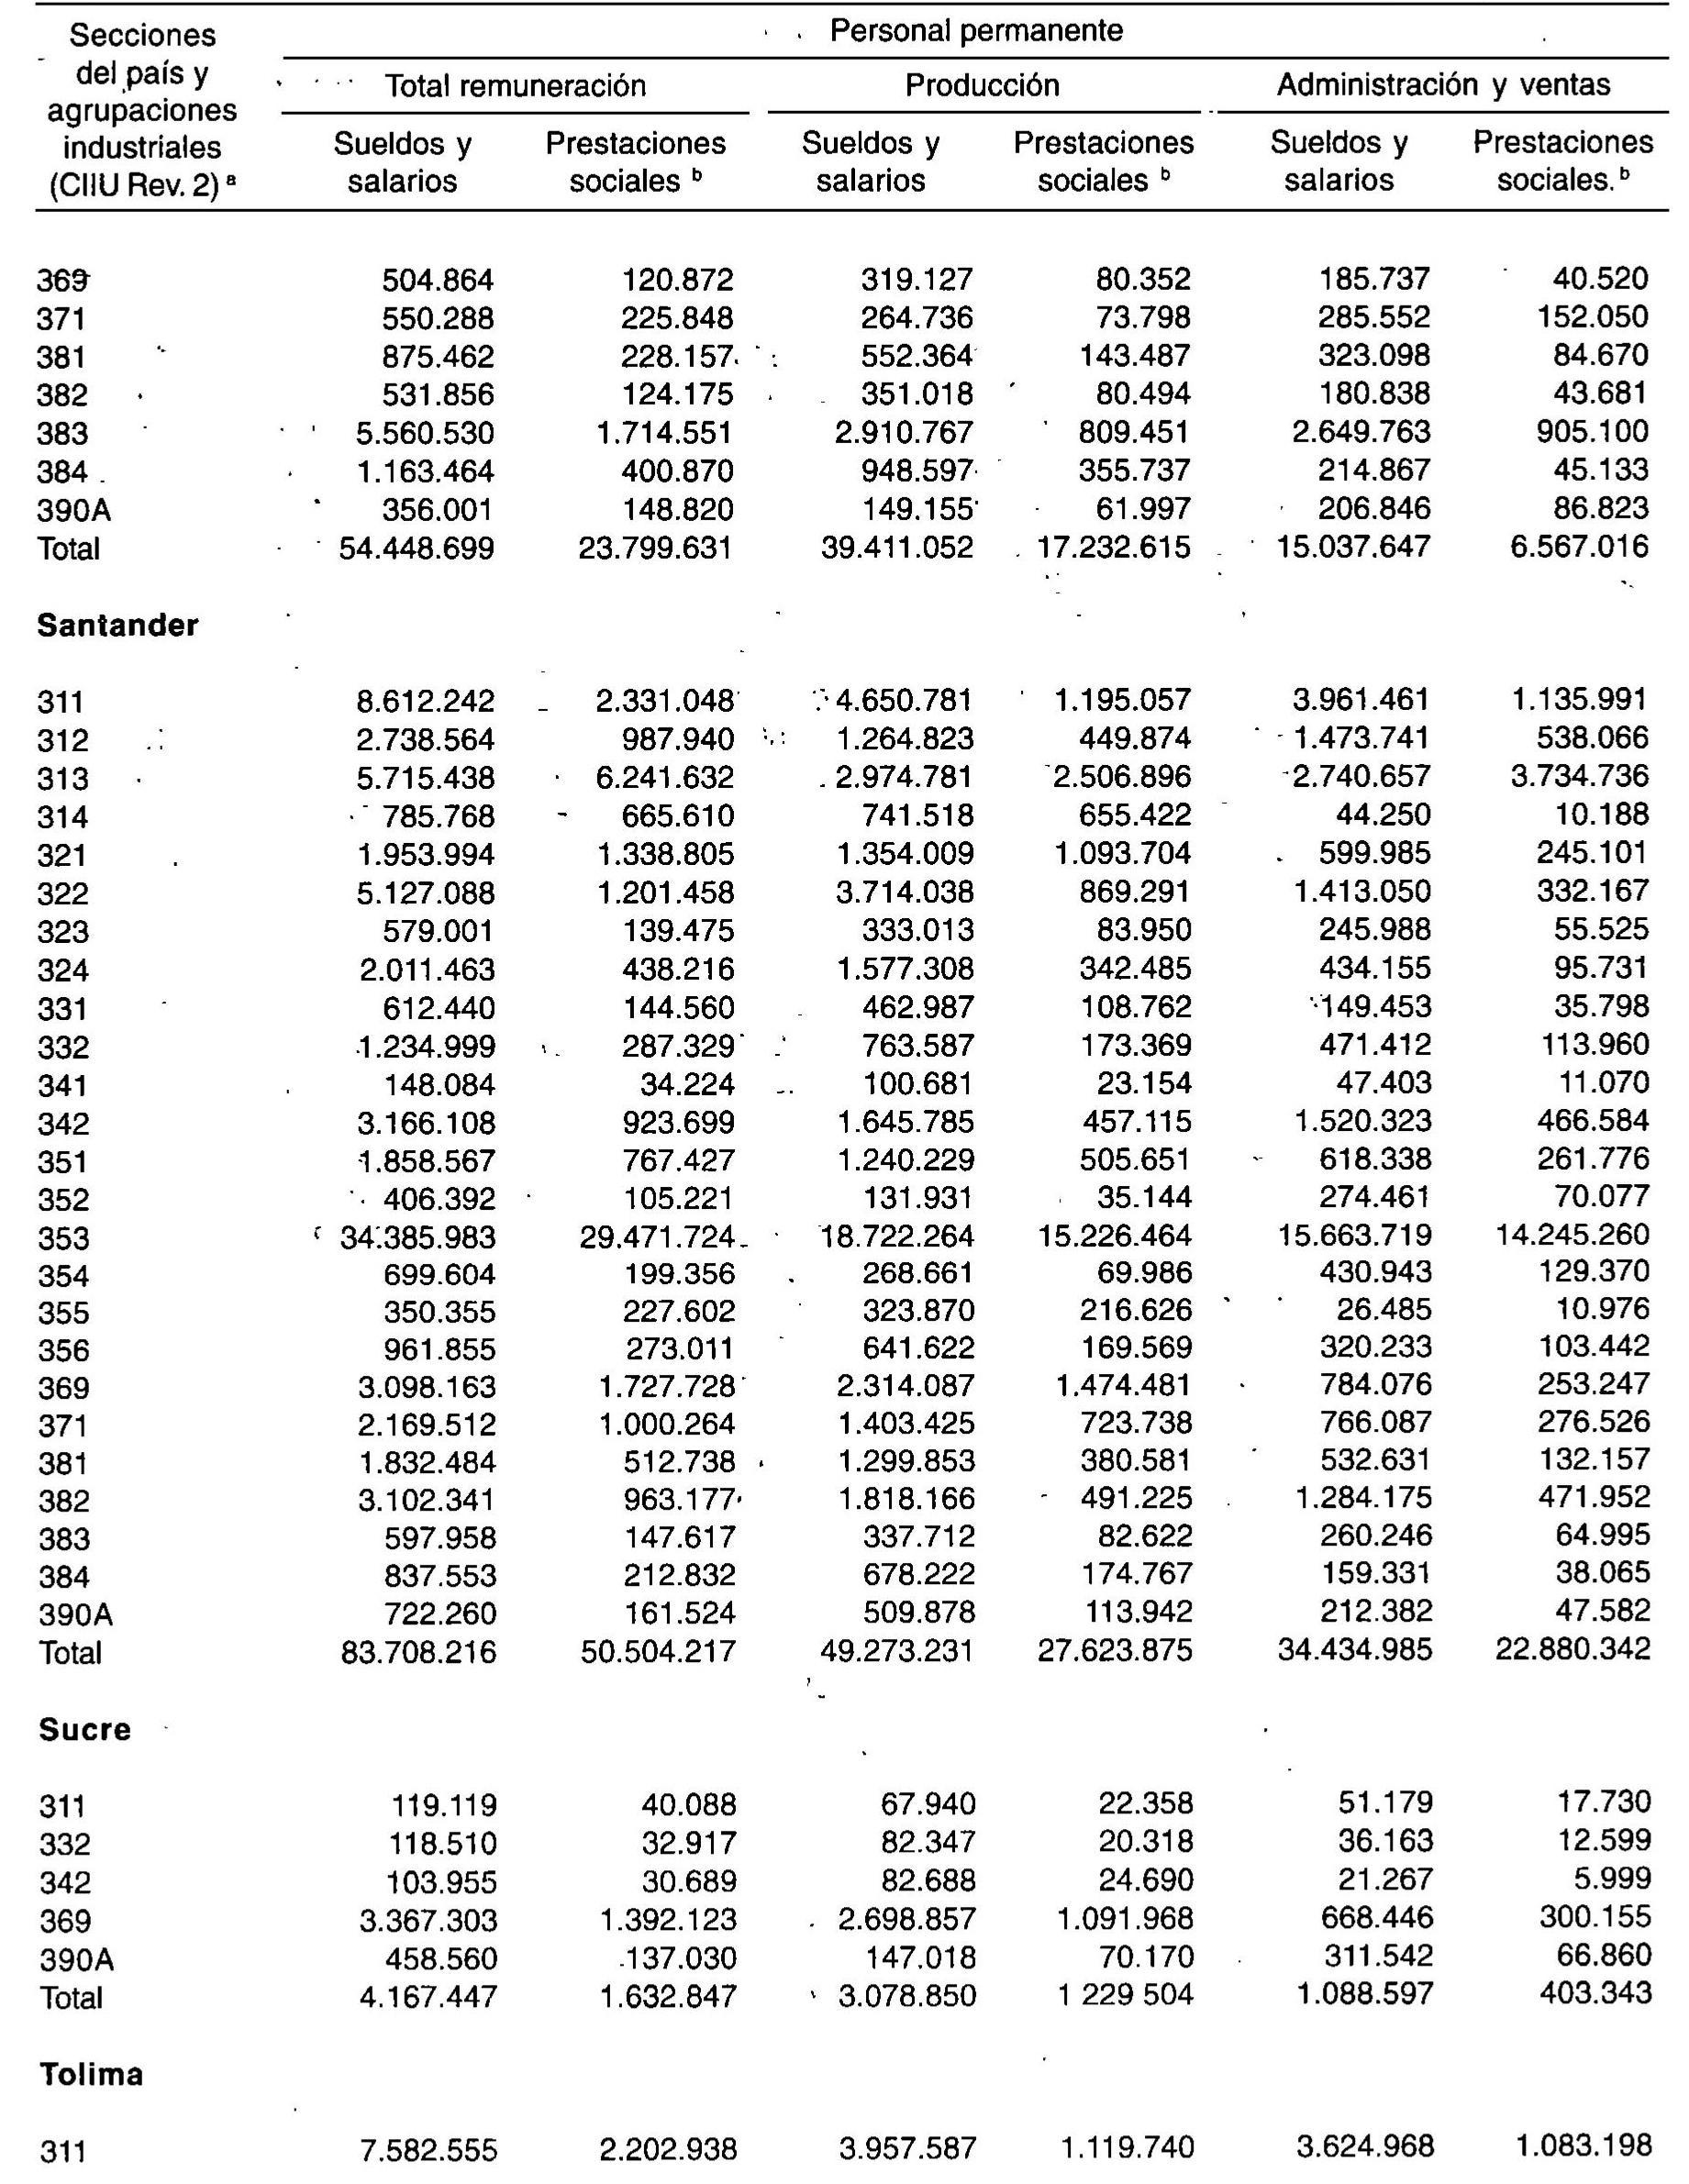 Secciones del país y agrupaciones industriales (CIIU Rev. 2) a
Personal permanente
Total remuneración Producción Administración y ventas
Sueldos y salarios Prestaciones sociales b Sueldos y salarios Prestaciones sociales b Sueldos y salarios Prestaciones sociales. b
369 504.864 120.872 319.127 80.352 185.737 40.520
371 550.288 225.848 264.736 73.798 285.552 152.050
381 875.462 228.157 552.364 143.487 323.098 84.670
382 531.856 124.175 351.018 80.494 180.838 43.681
383 5.560.530 1.714.551 2.910.767 809.451 2.649.763 905.100
384 1.163.464 400.870 948.597 355.737 214.867 45.133
390A 356.001 148.820 149.155 61.997 206.846 86.823
Total 54.448.699 23.799.631 39.411.052 17.232.615 15.037.647 6.567.016
Santander
311 8.612.242 2.331.048 4.650.781 1.195.057 3.961.461 1.135.991
312 2.738.564 987.940 1.264.823 449.874 1.473.741 538.066
313 5.715.438 6.241.632 2.974.781 2.506.896 2.740.657 3.734.736
314 785.768 665.610 741.518 655.422 44.250 10.188
321 1.953.994 1.338.805 1.354.009 1.093.704 599.985 245.101
322 5.127.088 1.201.458 3.714.038 869.291 1.413.050 332.167
323 579.001 139.475 333.013 83.950 245.988 55.525
324 2.011.463 438.216 1.577.308 342.485 434.155 95.731
331 612.440 144.560 462.987 108.762 149.453 35.798
332 1.234.999 287.329 763.587 173.369 471.412 113.960
341 148.084 34.224 100.681 23.154 47.403 11.070
342 3.166.108 923.699 1.645.785 457.115 1.520.323 466.584
351 1.858.567 767.427 1.240.229 505.651 618.338 261.776
352 406.392 105.221 131.931 35.144 274.461 70.077
353 34.385.983 29.471.724 18.722.264 15.226.464 15.663.719 14.245.260
354 699.604 199.356 268.661 69.986 430.943 129.370
355 350.355 227.602 323.870 216.626 26.485 10.976
356 961.855 273.011 641.622 169.569 320.233 103.442
369 3.098.163 1.727.728 2.314.087 1.474.481 784.076 253.247
371 2.169.512 1.000.264 1.403.425 723.738 766.087 276.526
381 1.832.484 512.738 1.299.853 380.581 532.631 132.157
382 3.102.341 963.177 1.818.166 491.225 1.284.175 471.952
383 597.958 147.617 337.712 82.622 260.246 64.995
384 837.553 212.832 678.222 174.767 159.331 38.065
390A 722.260 161.524 509.878 113.942 212.382 47.582
Total 83.708.216 50.504.217 49.273.231 27.623.875 34.434.985 22.880.342
Sucre
311 119.119 40.088 67.940 22.358 51.179 17.730
332 118.510 32.917 82.347 20.318 36.163 12.599
342 103.955 30.689 82.688 24.690 21.267 5.999
369 3.367.303 1.392.123 2.698.857 1.091.968 668.446 300.155
390A 458.560 137.030 147.018 70.170 311.542 66.860
Total 4.167.447 1.632.847 3.078.850 1 229 504 1.088.597 403.343
Tolima
311 7.582.555 2.202.938 3.957.587 1.119.740 3.624.968 1.083.198